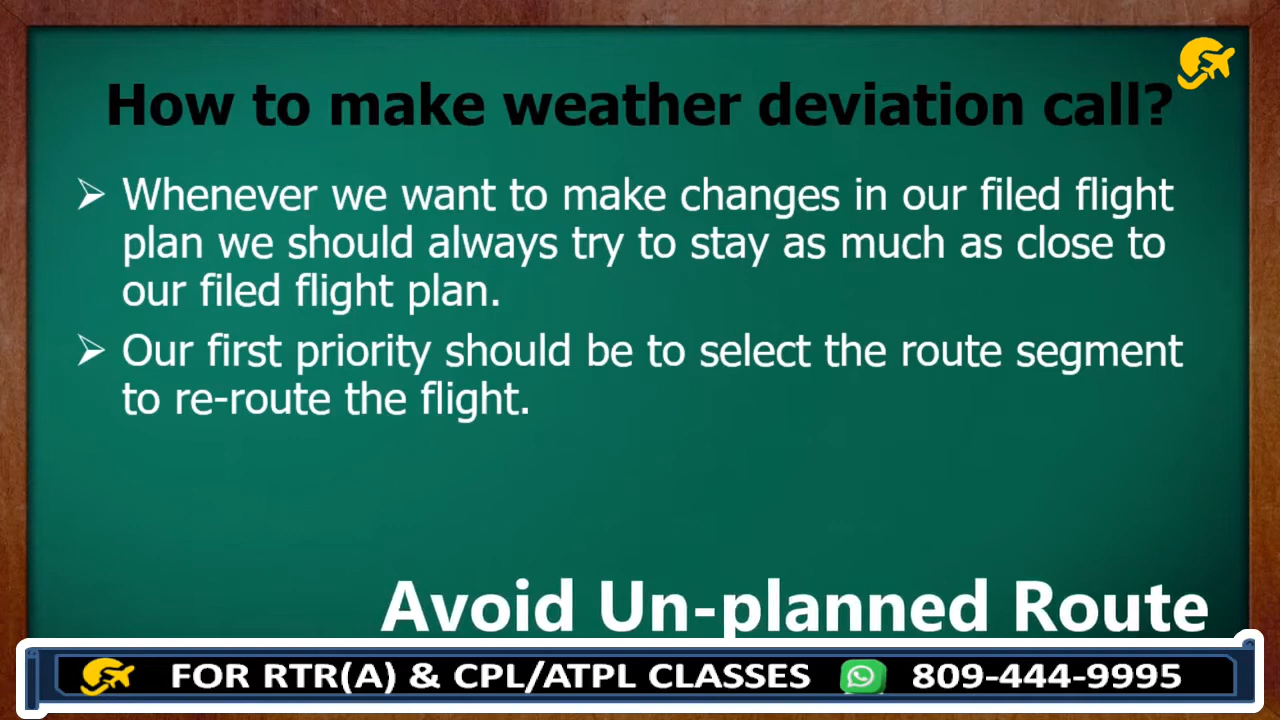 How to make weather deviation call?
➢ Whenever we want to make changes in our filed flight
plan we should always try to stay as much as close to
our filed flight plan.
➢ Our first priority should be to select the route segment
to re-route the flight.
Avoid Un-planned Route
FOR RTR(A) & CPL/ATPL CLASSES 809-444-9995